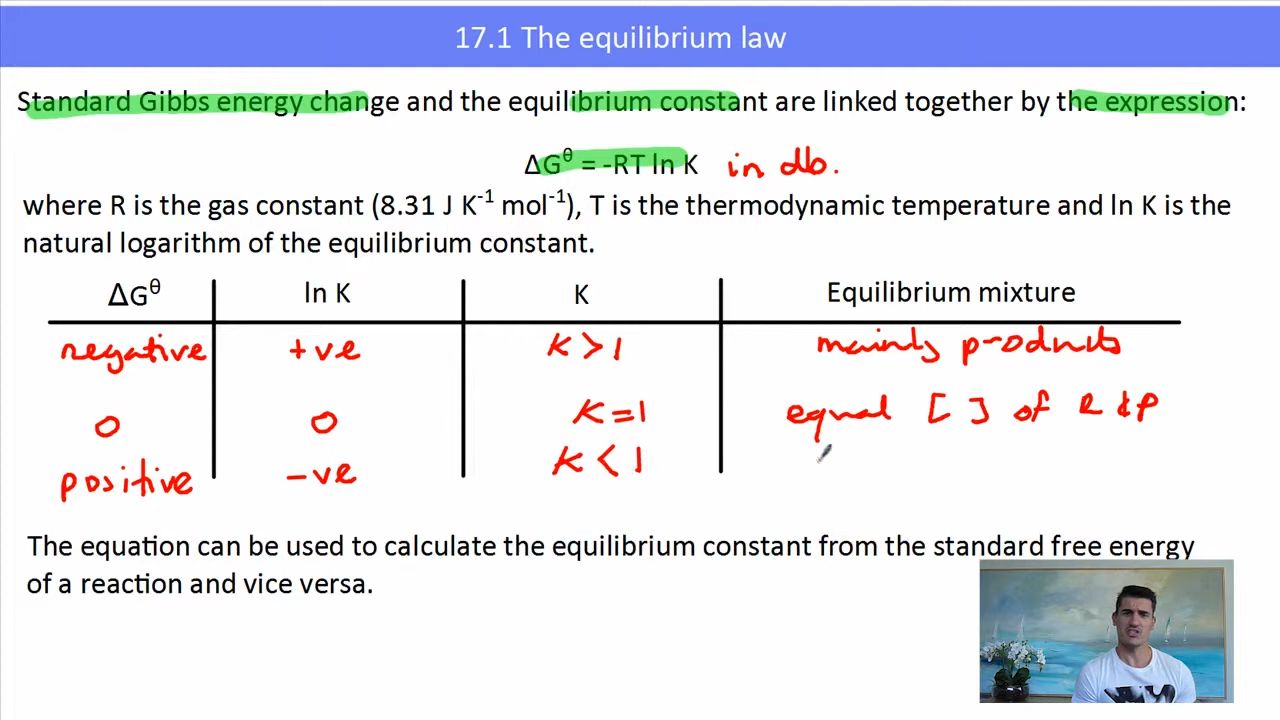 17.1 The equilibrium law
Standard Gibbs energy change and the equilibrium constant are linked together by the expression:
ΔG^θ = -RT ln K in db.
where R is the gas constant (8.31 J K⁻¹ mol⁻¹), T is the thermodynamic temperature and ln K is the
natural logarithm of the equilibrium constant.
ΔG^θ ln K K Equilibrium mixture
negative +ve K > 1 mainly products
0 0 K = 1 equal [ ] of R & P
positive -ve K < 1
The equation can be used to calculate the equilibrium constant from the standard free energy
of a reaction and vice versa.